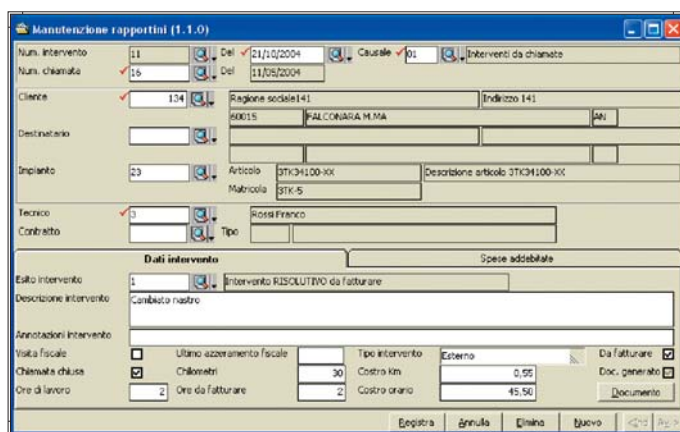 Manutenzione rapportini (1.1.0)
Num. intervento 11 Del 21/10/2004 Causale 01 Interventi da chiamate
Num. chiamata 16 Del 11/05/2004
Cliente 134 Ragione sociale141 Indirizzo 141
60015 FALCONARA M.MA AN
Destinatario
Impianto 23 Articolo 3TK34100-XX Descrizione articolo 3TK34100-XX
Matricola 3TK-5
Tecnico 3 Rossi Franco
Contratto Tipo
Dati intervento Spese addebitate
Esito intervento 1 Intervento RISOLUTIVO da fatturare
Descrizione intervento Cambiato nastro
Annotazioni intervento
Visita fiscale Ultimo azzeramento fiscale Tipo intervento Esterno Da fatturare
Chiamata chiusa Chilometri 30 Costro Km 0,55 Doc. generato
Ore di lavoro 2 Ore da fatturare 2 Costro orario 45,50 Documento
Registra Annulla Elimina Nuovo <Ind Av.>